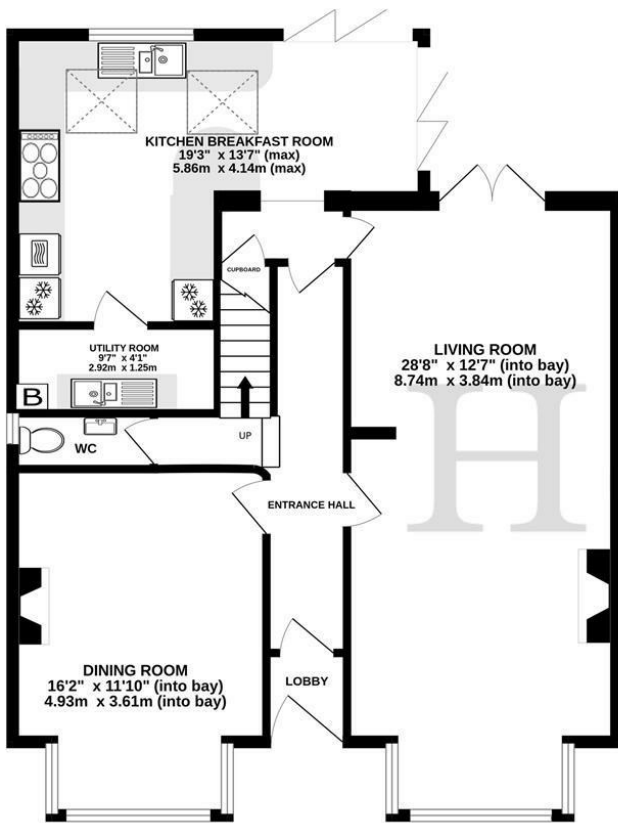 KITCHEN BREAKFAST ROOM
19'3" x 13'7" (max)
5.86m x 4.14m (max)
CUPBOARD
UTILITY ROOM
9'7" x 4'1"
2.92m x 1.25m
B
LIVING ROOM
28'8" x 12'7" (into bay)
8.74m x 3.84m (into bay)
H
WC
UP
ENTRANCE HALL
DINING ROOM
16'2" x 11'10" (into bay)
4.93m x 3.61m (into bay)
LOBBY